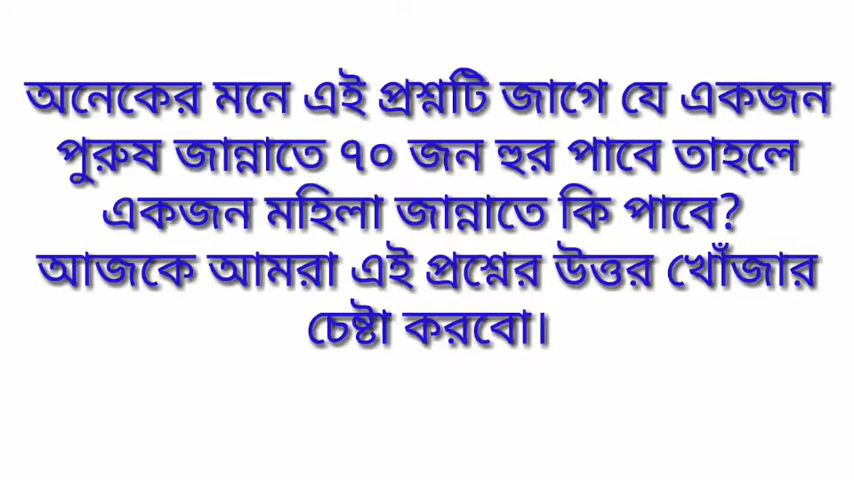 অনেকের মনে এই প্রশ্নটি জাগে যে একজন
পুরুষ জান্নাতে ৭০ জন হুর পাবে তাহলে
একজন মহিলা জান্নাতে কি পাবে?
আজকে আমরা এই প্রশ্নের উত্তর খোঁজার
চেষ্টা করবো।